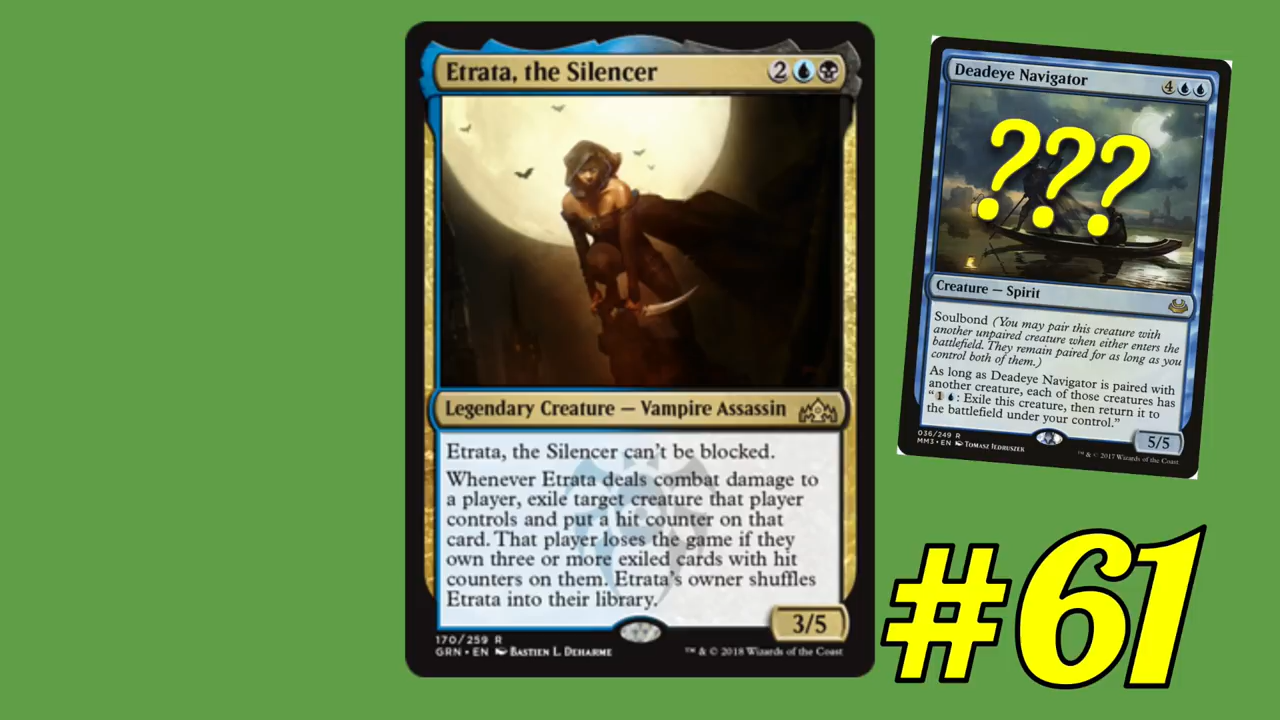 Etrata, the Silencer 2
Legendary Creature — Vampire Assassin
Etrata, the Silencer can't be blocked.
Whenever Etrata deals combat damage to
a player, exile target creature that player
controls and put a hit counter on that
card. That player loses the game if they
own three or more exiled cards with hit
counters on them. Etrata's owner shuffles
Etrata into their library.
3/5
170/259 R
GRN • EN Bastien L. Deharme
™ & © 2018 Wizards of the Coast
Deadeye Navigator 4
???
Creature — Spirit
Soulbond (You may pair this creature with
another unpaired creature when either enters the
battlefield. They remain paired for as long as you
control both of them.)
As long as Deadeye Navigator is paired with
another creature, each of those creatures has
"1: Exile this creature, then return it to
the battlefield under your control."
5/5
036/249 R
MM3 • EN Tomasz Jedruszek
™ & © 2017 Wizards of the Coast
#61